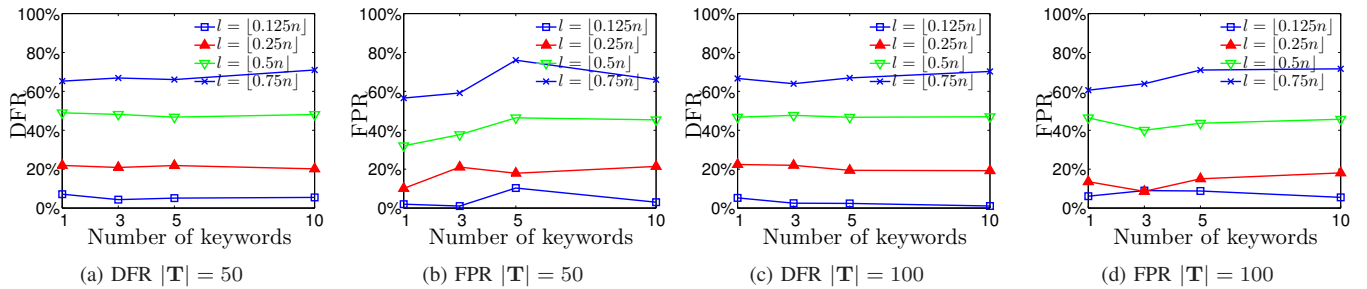 100%
80%
60%
40%
20%
0%
DFR
l = ⌊0.125n⌋
l = ⌊0.25n⌋
l = ⌊0.5n⌋
l = ⌊0.75n⌋
1 3 5 10
Number of keywords
(a) DFR |T| = 50
100%
80%
60%
40%
20%
0%
FPR
l = ⌊0.125n⌋
l = ⌊0.25n⌋
l = ⌊0.5n⌋
l = ⌊0.75n⌋
1 3 5 10
Number of keywords
(b) FPR |T| = 50
100%
80%
60%
40%
20%
0%
DFR
l = ⌊0.125n⌋
l = ⌊0.25n⌋
l = ⌊0.5n⌋
l = ⌊0.75n⌋
1 3 5 10
Number of keywords
(c) DFR |T| = 100
100%
80%
60%
40%
20%
0%
FPR
l = ⌊0.125n⌋
l = ⌊0.25n⌋
l = ⌊0.5n⌋
l = ⌊0.75n⌋
1 3 5 10
Number of keywords
(d) FPR |T| = 100